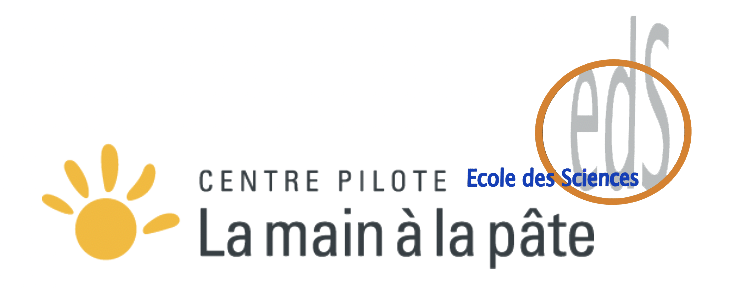 eds
CENTRE PILOTE Ecole des Sciences
La main à la pâte